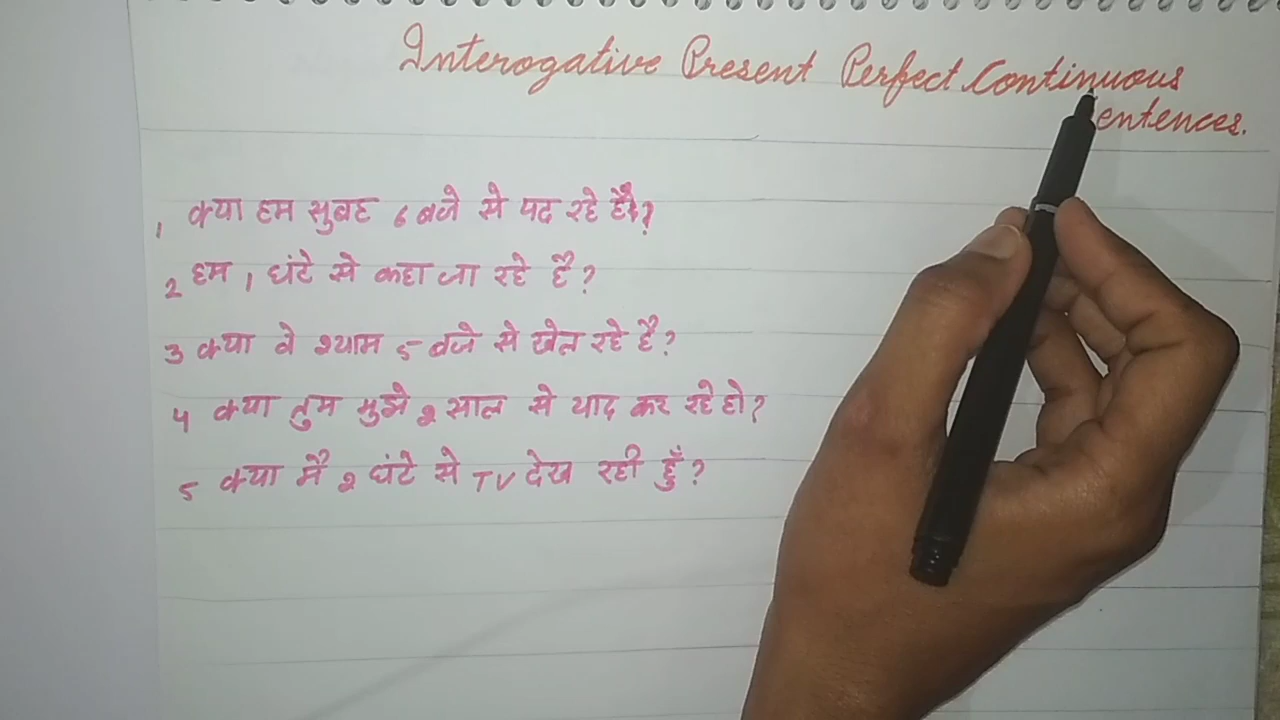 Interogative Present Perfect Continuous
entences.
1 क्या हम सुबह 6 बजे से पढ रहे हैं?
2 हम 1 घंटे से कहा जा रहे है?
3 क्या वे श्याम 5 बजे से खेल रहे है?
4 क्या तुम मुझे 2 साल से याद कर रहे हो?
5 क्या मै 2 घंटे से TV देख रही हूँ?